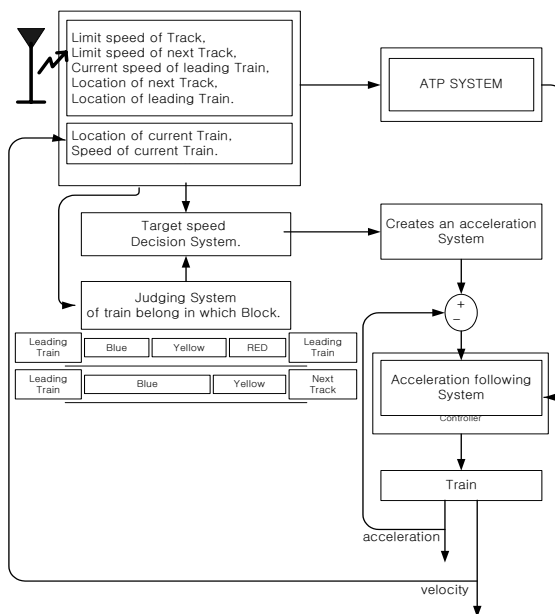 Limit speed of Track,
Limit speed of next Track,
Current speed of leading Train,
Location of next Track,
Location of leading Train.
Location of current Train,
Speed of current Train.
ATP SYSTEM
Target speed
Decision System.
Creates an acceleration
System
Judging System
of train belong in which Block.
+
−
Leading
Train
Blue
Yellow
RED
Leading
Train
Leading
Train
Blue
Yellow
Next
Track
Acceleration following
System
Controller
Train
acceleration
velocity